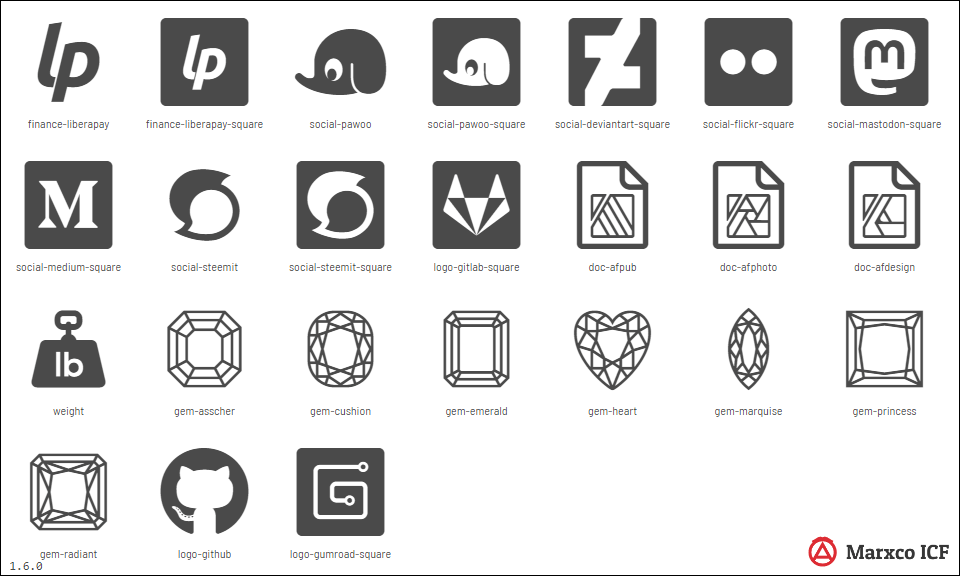 lp
lp
finance-liberapay
finance-liberapay-square
social-pawoo
social-pawoo-square
social-deviantart-square
social-flickr-square
m
social-mastodon-square
M
social-medium-square
social-steemit
social-steemit-square
logo-gitlab-square
doc-afpub
doc-afphoto
doc-afdesign
lb
weight
gem-asscher
gem-cushion
gem-emerald
gem-heart
gem-marquise
gem-princess
gem-radiant
logo-github
logo-gumroad-square
1.6.0
Marxco ICF